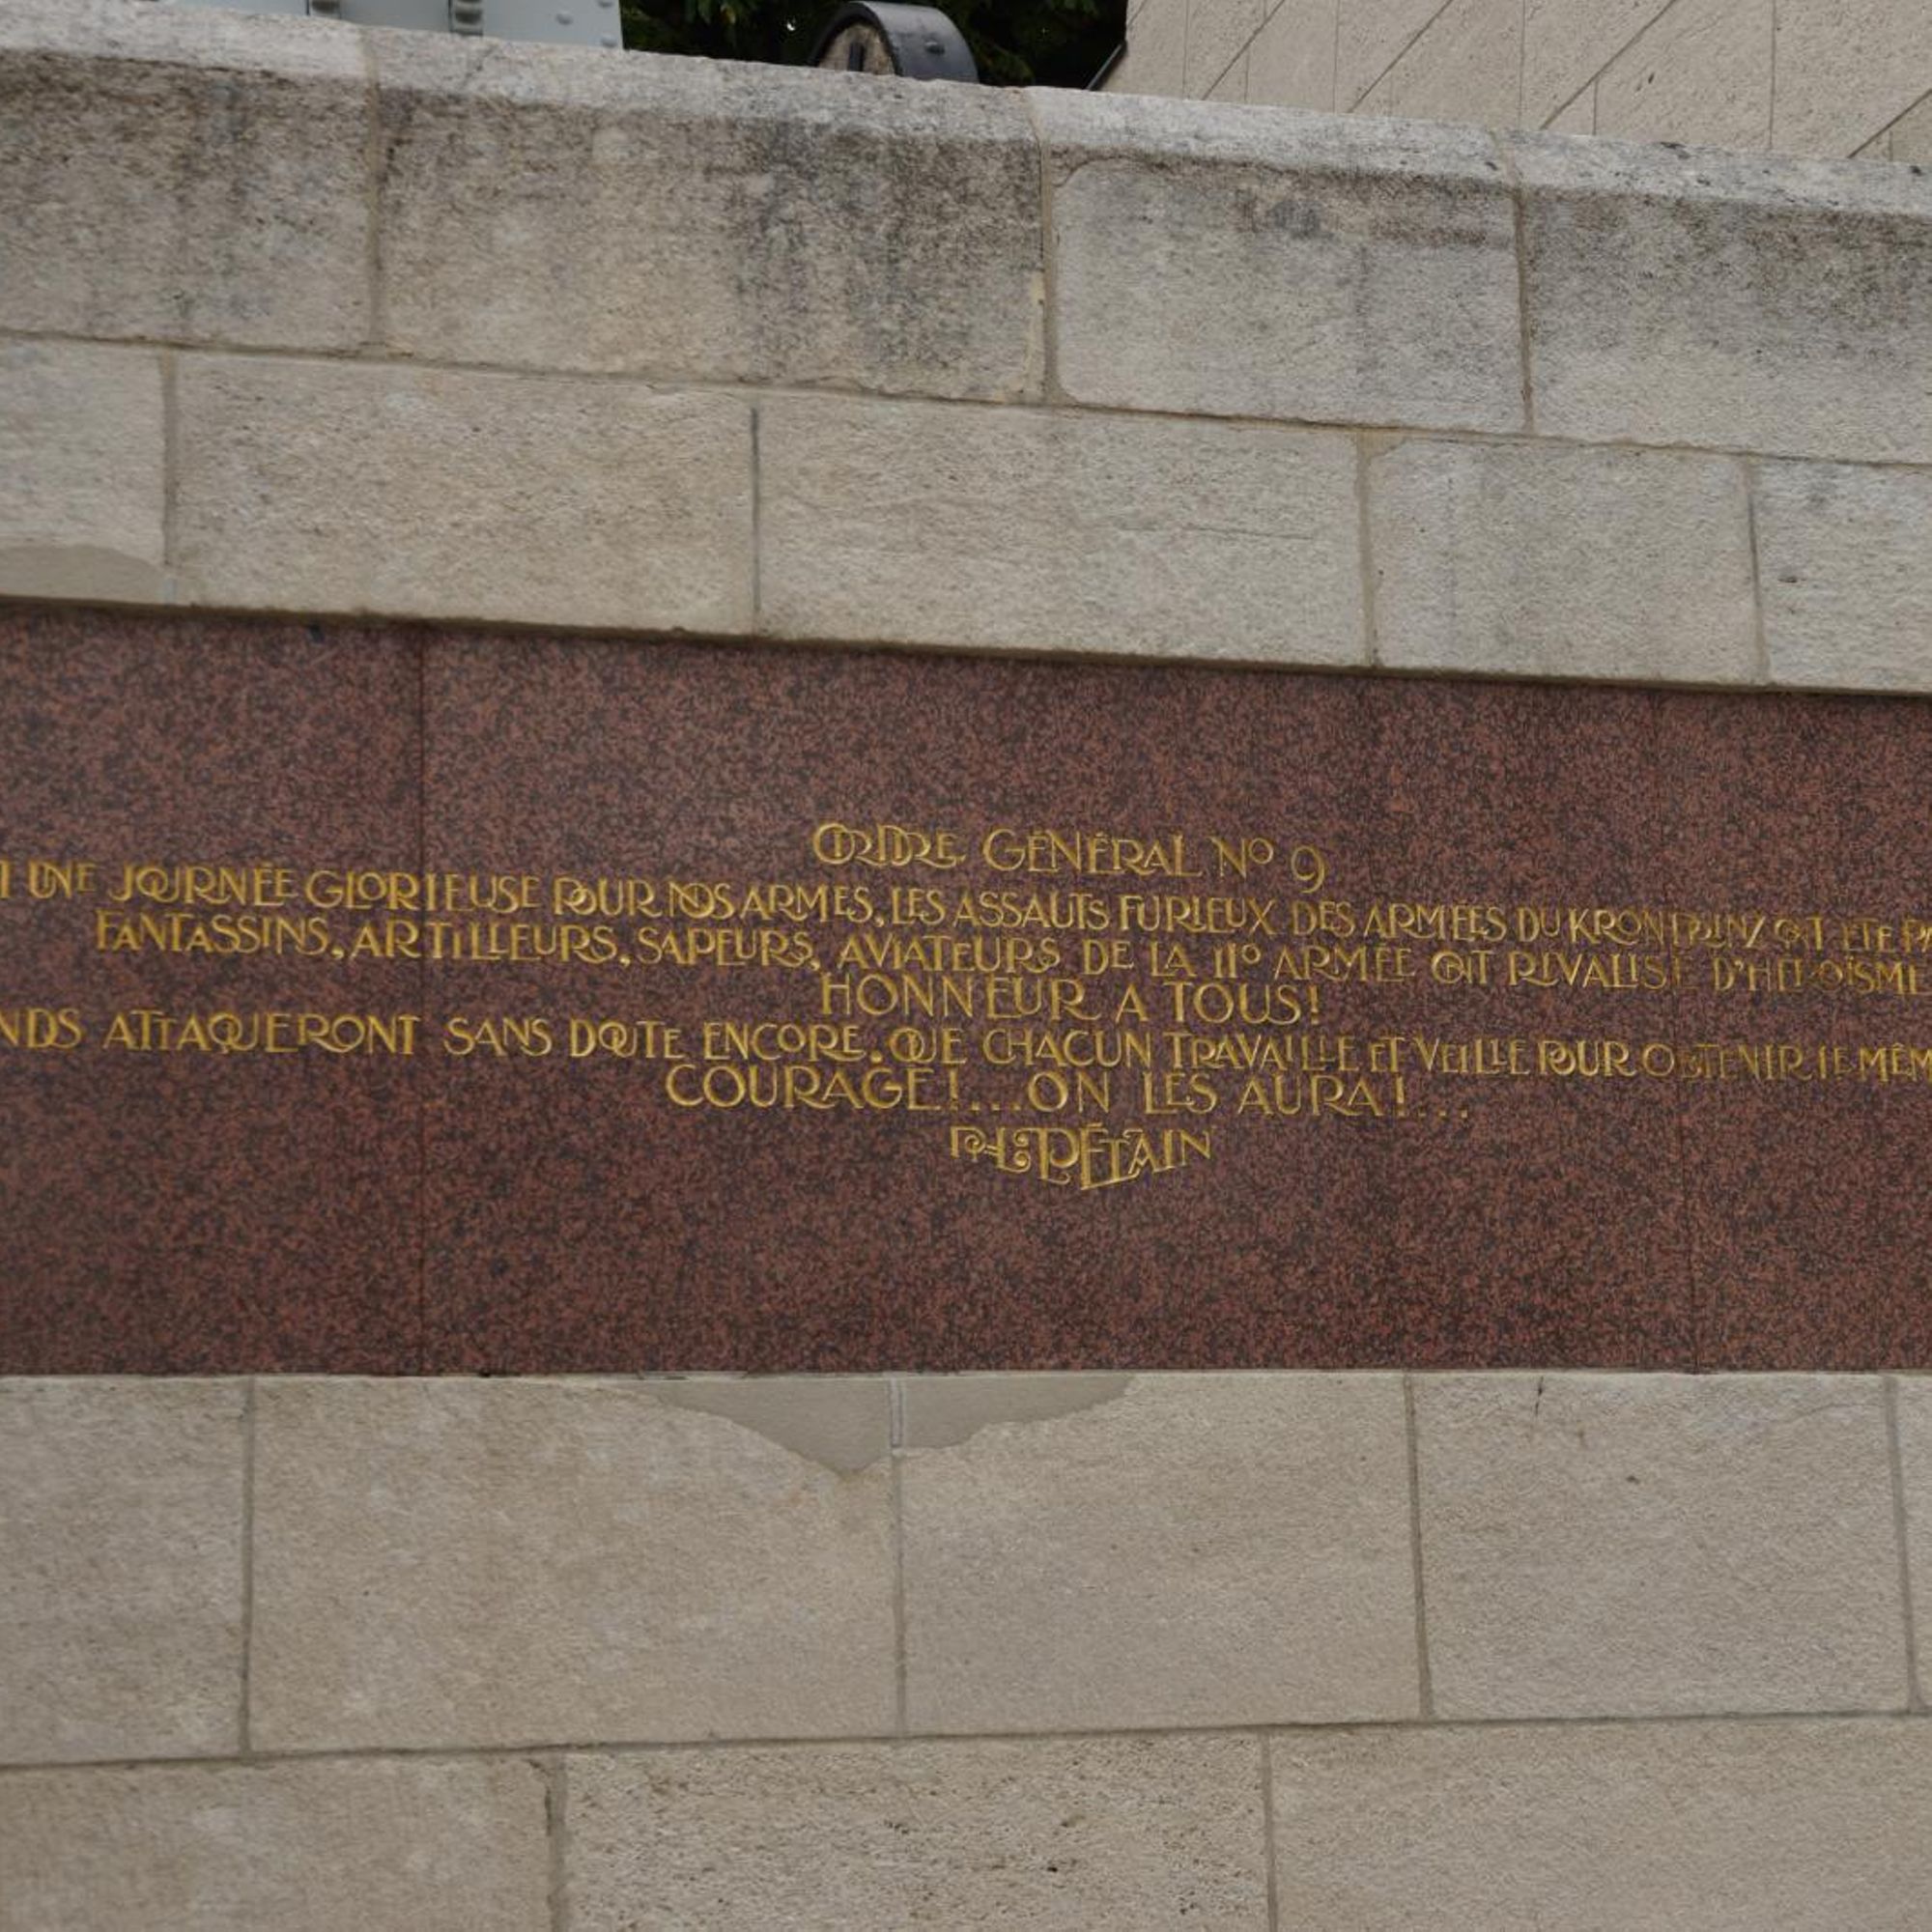 ORDRE GÉNÉRAL Nº 9
UNE JOURNÉE GLORIEUSE POUR NOS ARMES, LES ASSAUTS FURIEUX DES ARMÉES DU KRONPRINZ ONT ÉTÉ
FANTASSINS, ARTILLEURS, SAPEURS, AVIATEURS DE LA IIº ARMÉE ONT RIVALISÉ D'HÉROÏSME
HONNEUR A TOUS!
NDS ATTAQUERONT SANS DOUTE ENCORE. QUE CHACUN TRAVAILLE ET VEILLE POUR OBTENIR LE MÊM
COURAGE!...ON LES AURA!...
PH. PÉTAIN